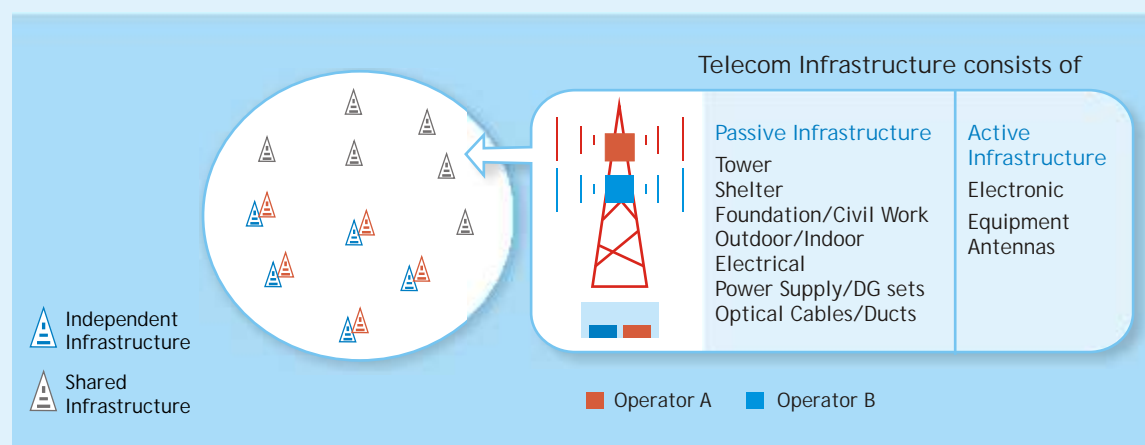 Telecom Infrastructure consists of
Passive Infrastructure
Tower
Shelter
Foundation/Civil Work
Outdoor/Indoor
Electrical
Power Supply/DG sets
Optical Cables/Ducts
Active
Infrastructure
Electronic
Equipment
Antennas
Independent
Infrastructure
Shared
Infrastructure
Operator A
Operator B